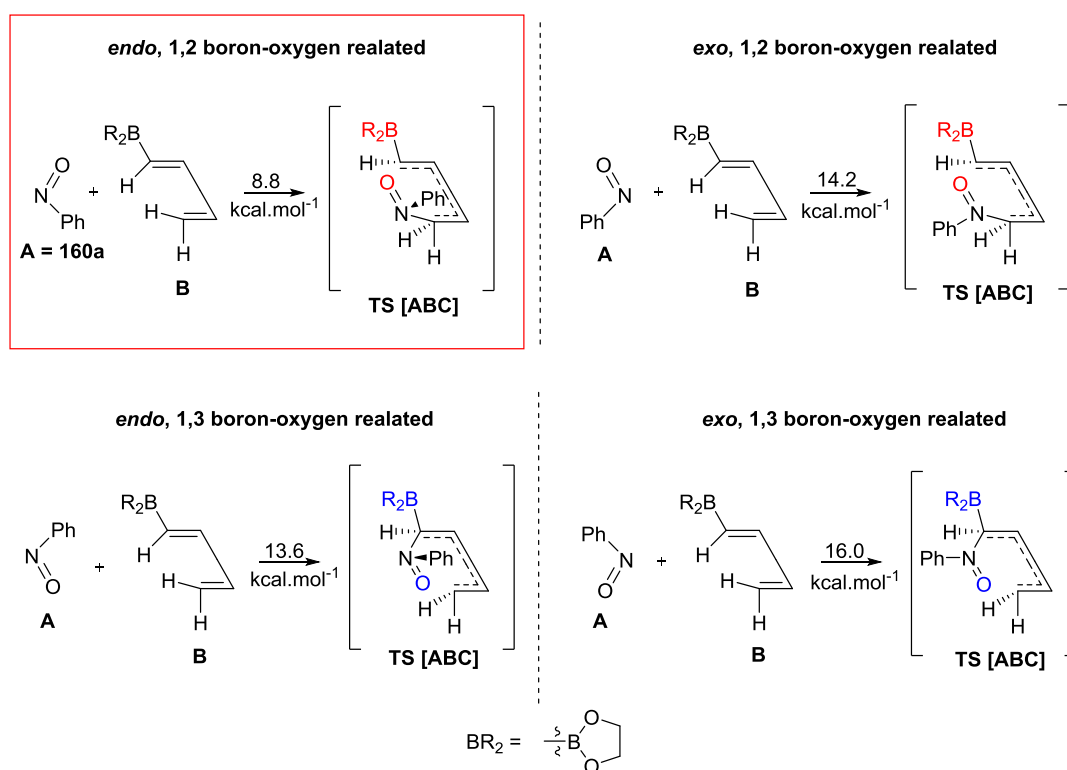 endo, 1,2 boron-oxygen realated
R2B
H
H
H
O
N
Ph
+
A = 160a
B
8.8
kcal.mol-1
R2B
H
O
N
Ph
H
H
TS [ABC]
exo, 1,2 boron-oxygen realated
O
N
Ph
A
+
R2B
H
H
H
B
14.2
kcal.mol-1
R2B
H
O
Ph
N
H
H
TS [ABC]
endo, 1,3 boron-oxygen realated
Ph
N
O
A
+
R2B
H
H
H
B
13.6
kcal.mol-1
R2B
H
N
Ph
O
H
H
TS [ABC]
exo, 1,3 boron-oxygen realated
Ph
N
O
A
+
R2B
H
H
H
B
16.0
kcal.mol-1
R2B
H
Ph
N
O
H
H
TS [ABC]
BR2 =
B
O
O